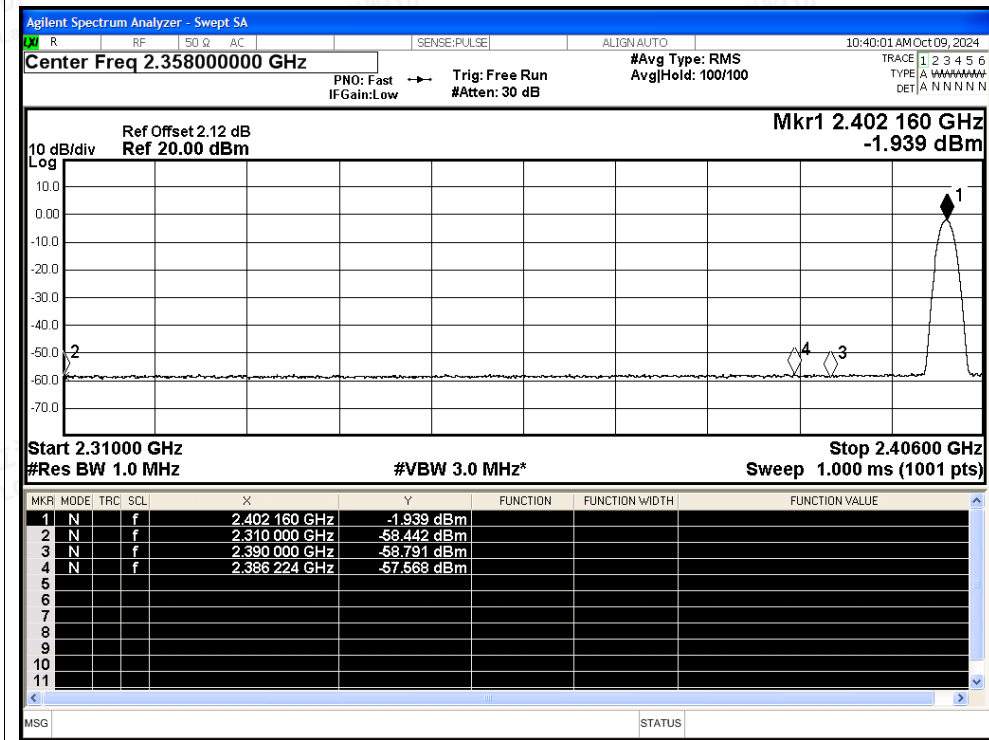 Agilent Spectrum Analyzer - Swept SA
LXI R RF 50 Ω AC SENSE:PULSE ALIGN AUTO 10:40:01 AM Oct 09, 2024
Center Freq 2.358000000 GHz #Avg Type: RMS TRACE 1 2 3 4 5 6
PNO: Fast Trig: Free Run Avg|Hold: 100/100 TYPE A WWWWW
IFGain:Low #Atten: 30 dB DET A N N N N N
Mkr1 2.402 160 GHz
Ref Offset 2.12 dB
10 dB/div Ref 20.00 dBm -1.939 dBm
Log
10.0
1
0.00
-10.0
-20.0
-30.0
-40.0
-50.0 2 4 3
-60.0
-70.0
Start 2.31000 GHz Stop 2.40600 GHz
#Res BW 1.0 MHz #VBW 3.0 MHz* Sweep 1.000 ms (1001 pts)
MKR MODE TRC SCL X Y FUNCTION FUNCTION WIDTH FUNCTION VALUE
1 N f 2.402 160 GHz -1.939 dBm
2 N f 2.310 000 GHz -58.442 dBm
3 N f 2.390 000 GHz -58.791 dBm
4 N f 2.386 224 GHz -57.568 dBm
5
6
7
8
9
10
11
MSG STATUS